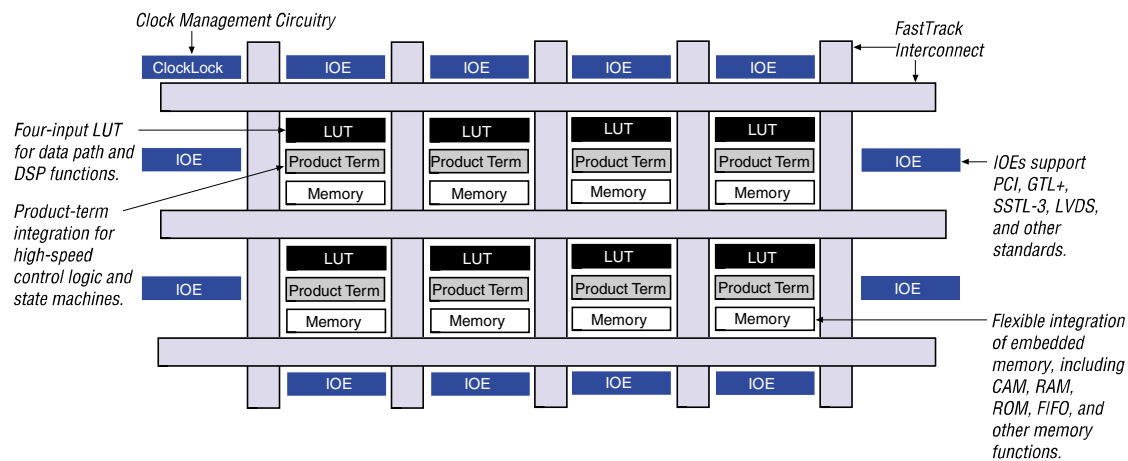 Clock Management Circuitry
FastTrack
Interconnect
ClockLock
IOE
IOE
IOE
IOE
Four-input LUT
for data path and
DSP functions.
LUT
LUT
LUT
LUT
IOE
Product Term
Product Term
Product Term
Product Term
IOE
IOEs support
PCI, GTL+,
SSTL-3, LVDS,
and other
standards.
Memory
Memory
Memory
Memory
Product-term
integration for
high-speed
control logic and
state machines.
LUT
LUT
LUT
LUT
IOE
Product Term
Product Term
Product Term
Product Term
IOE
Memory
Memory
Memory
Memory
Flexible integration
of embedded
memory, including
CAM, RAM,
ROM, FIFO, and
other memory
functions.
IOE
IOE
IOE
IOE